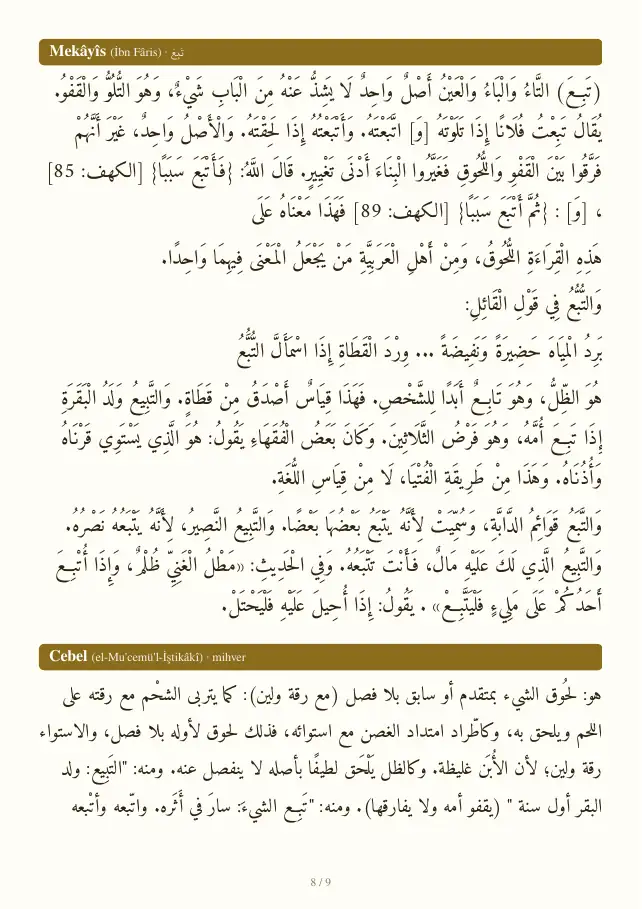 Mekâyîs (İbn Fâris) · تبع
(تَبِعَ) التَّاءُ وَالْبَاءُ وَالْعَيْنُ أَصْلٌ وَاحِدٌ لَا يَشِذُّ عَنْهُ مِنَ الْبَابِ شَيْءٌ، وَهُوَ التُّلُوُّ وَالْقَفْوُ.
يُقَالُ تَبِعْتُ فُلَانًا إِذَا تَلَوْتَهُ [وَ] اتَّبَعْتَهُ. وَأَتْبَعْتُهُ إِذَا لَحِقْتَهُ. وَالْأَصْلُ وَاحِدٌ، غَيْرَ أَنَّهُمْ
فَرَّقُوا بَيْنَ الْقَفْوِ وَاللُّحُوقِ فَغَيَّرُوا الْبِنَاءَ أَدْنَى تَغْيِيرٍ. قَالَ اللَّهُ: {فَأَتْبَعَ سَبَبًا} [الكهف: 85]
، [وَ] : {ثُمَّ أَتْبَعَ سَبَبًا} [الكهف: 89] فَهَذَا مَعْنَاهُ عَلَى
هَذِهِ الْقِرَاءَةِ اللُّحُوقُ، وَمِنْ أَهْلِ الْعَرَبِيَّةِ مَنْ يَجْعَلُ الْمَعْنَى فِيهِمَا وَاحِدًا.
وَالتُّبُّعُ فِي قَوْلِ الْقَائِلِ:
يَرِدُ الْمِيَاهَ حَضِيرَةً وَنَفِيضَةً ... وِرْدَ الْقَطَاةِ إِذَا اسْمَأَلَّ التُّبُّعُ
هُوَ الظِّلُّ، وَهُوَ تَابِعٌ أَبَدًا لِلشَّخْصِ. فَهَذَا قِيَاسٌ أَصْدَقُ مِنْ قَطَاةٍ. وَالتَّبِيعُ وَلَدُ الْبَقَرَةِ
إِذَا تَبِعَ أُمَّهُ، وَهُوَ فَرْضُ الثَّلَاثِينَ. وَكَانَ بَعْضُ الْفُقَهَاءِ يَقُولُ: هُوَ الَّذِي يَسْتَوِي قَرْنَاهُ
وَأُذُنَاهُ. وَهَذَا مِنْ طَرِيقَةِ الْفُتْيَا، لَا مِنْ قِيَاسِ اللُّغَةِ.
وَالتَّبَعُ قَوَائِمُ الدَّابَّةِ، وَسُمِّيَتْ لِأَنَّهُ يَتْبَعُ بَعْضُهَا بَعْضًا. وَالتَّبِيعُ النَّصِيرُ، لِأَنَّهُ يَتْبَعُهُ نَصْرُهُ.
وَالتَّبِيعُ الَّذِي لَكَ عَلَيْهِ مَالٌ، فَأَنْتَ تَتْبَعُهُ. وَفِي الْحَدِيثِ: «مَطْلُ الْغَنِيِّ ظُلْمٌ، وَإِذَا أُتْبِعَ
أَحَدُكُمْ عَلَى مَلِيءٍ فَلْيَتَّبِعْ» . يَقُولُ: إِذَا أُحِيلَ عَلَيْهِ فَلْيَحْتَلْ.
Cebel (el-Mu'cemü'l-İştikâkî) · mihver
هو: لحُوق الشيء بمتقدم أو سابق بلا فصل (مع رقة ولين): كما يتربى الشحْم مع رقته على
اللحم ويلحق به، وكاطّراد امتداد الغصن مع استوائه، فذلك لحوق لأوله بلا فصل، والاستواء
رقة ولين؛ لأن الأُبَن غليظة. وكالظل يَلْحَق لطيفًا بأصله لا ينفصل عنه. ومنه: "التَبِيع: ولد
البقر أول سنة " (يقفو أمه ولا يفارقها). ومنه: "تَبِع الشيءَ: سارَ في أَثَره. واتّبعه وأتْبعه
8 / 9